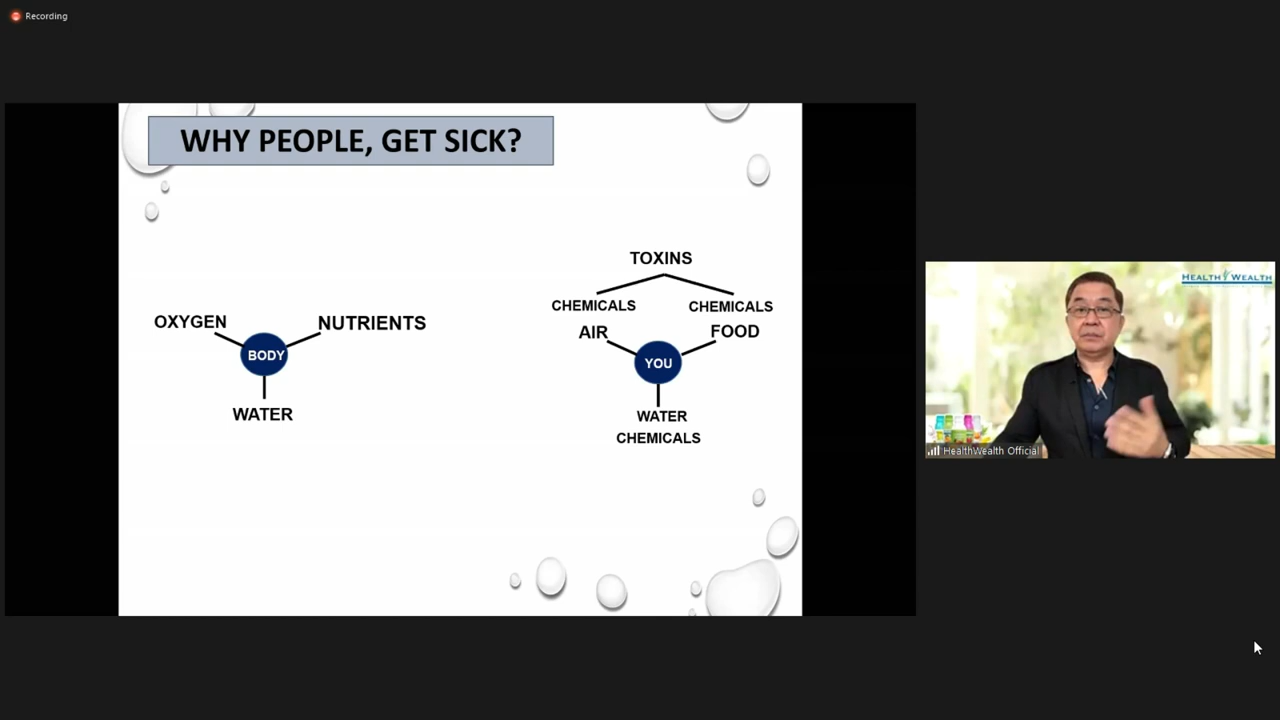 Recording
WHY PEOPLE, GET SICK?
OXYGEN
NUTRIENTS
BODY
WATER
TOXINS
CHEMICALS
CHEMICALS
AIR
FOOD
YOU
WATER
CHEMICALS
HEALTH WEALTH
HealthWealth Official